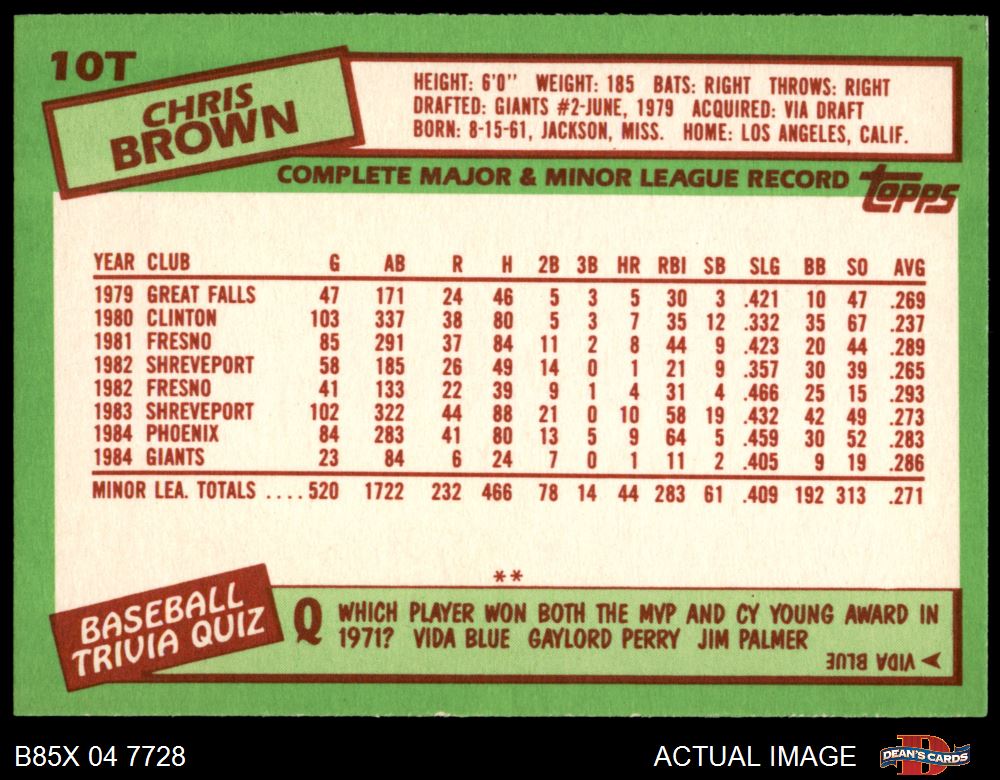 10T
CHRIS
BROWN
HEIGHT: 6'0" WEIGHT: 185 BATS: RIGHT THROWS: RIGHT
DRAFTED: GIANTS #2-JUNE, 1979 ACQUIRED: VIA DRAFT
BORN: 8-15-61, JACKSON, MISS. HOME: LOS ANGELES, CALIF.
COMPLETE MAJOR & MINOR LEAGUE RECORD topps
YEAR CLUB G AB R H 2B 3B HR RBI SB SLG BB SO AVG
1979 GREAT FALLS 47 171 24 46 5 3 5 30 3 .421 10 47 .269
1980 CLINTON 103 337 38 80 5 3 7 35 12 .332 35 67 .237
1981 FRESNO 85 291 37 84 11 2 8 44 9 .423 20 44 .289
1982 SHREVEPORT 58 185 26 49 14 0 1 21 9 .357 30 39 .265
1982 FRESNO 41 133 22 39 9 1 4 31 4 .466 25 15 .293
1983 SHREVEPORT 102 322 44 88 21 0 10 58 19 .432 42 49 .273
1984 PHOENIX 84 283 41 80 13 5 9 64 5 .459 30 52 .283
1984 GIANTS 23 84 6 24 7 0 1 11 2 .405 9 19 .286
MINOR LEA. TOTALS ....520 1722 232 466 78 14 44 283 61 .409 192 313 .271
**
BASEBALL
TRIVIA QUIZ
Q WHICH PLAYER WON BOTH THE MVP AND CY YOUNG AWARD IN
1971? VIDA BLUE GAYLORD PERRY JIM PALMER
VIDA BLUE
B85X 04 7728
ACTUAL IMAGE
DEAN'S CARDS